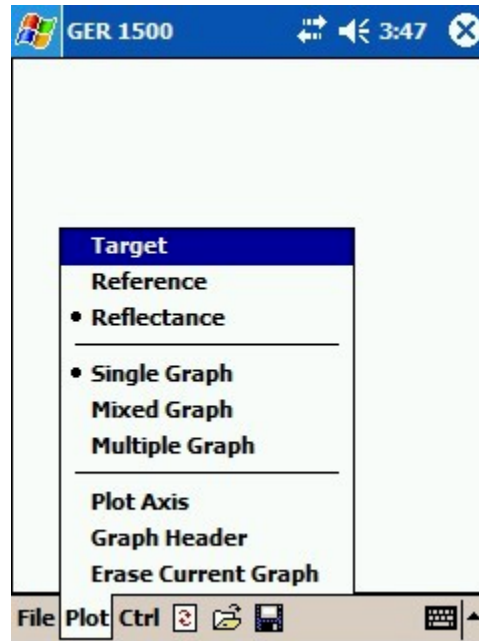 GER 1500 3:47
Target
Reference
Reflectance
Single Graph
Mixed Graph
Multiple Graph
Plot Axis
Graph Header
Erase Current Graph
File Plot Ctrl